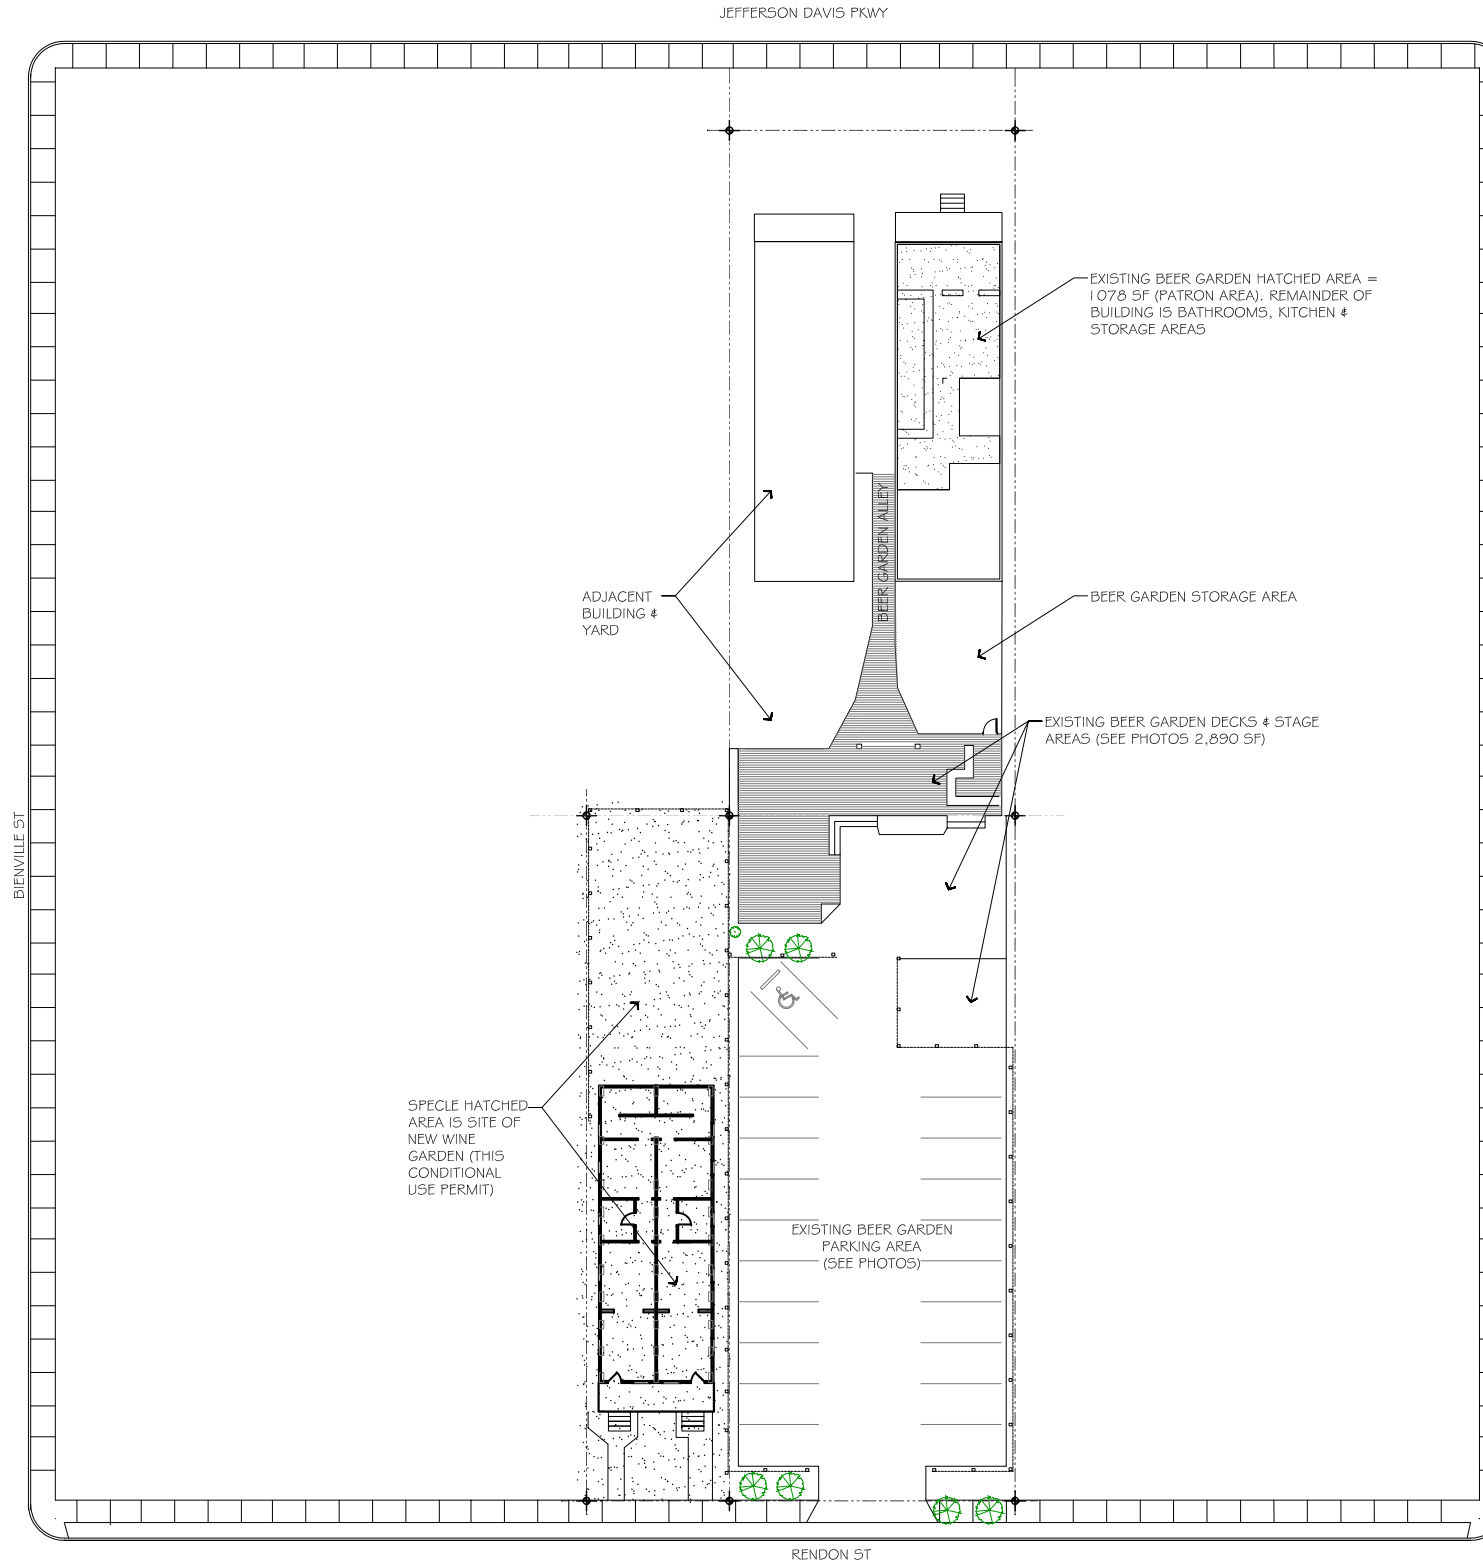 JEFFERSON DAVIS PKWY
EXISTING BEER GARDEN HATCHED AREA =
1078 SF (PATRON AREA). REMAINDER OF
BUILDING IS BATHROOMS, KITCHEN &
STORAGE AREAS
BEER GARDEN ALLEY
ADJACENT
BUILDING &
YARD
BEER GARDEN STORAGE AREA
EXISTING BEER GARDEN DECKS & STAGE
AREAS (SEE PHOTOS 2,890 SF)
BIENVILLE ST
SPECLE HATCHED
AREA IS SITE OF
NEW WINE
GARDEN (THIS
CONDITIONAL
USE PERMIT)
EXISTING BEER GARDEN
PARKING AREA
(SEE PHOTOS)
RENDON ST